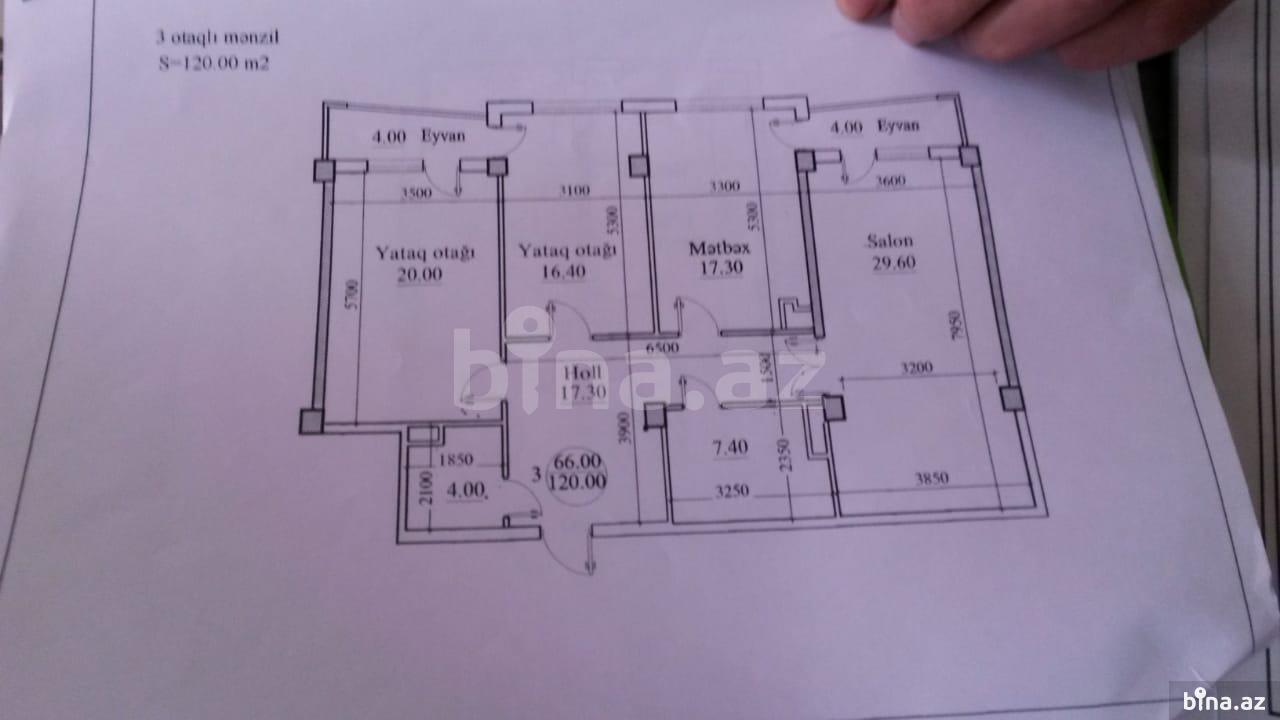 3 otaqlı mənzil
S=120.00 m2
4.00 Eyvan
4.00 Eyvan
3500
3100
3300
3600
5300
5300
Yataq otağı
20.00
Yataq otağı
16.40
Mətbəx
17.30
Salon
29.60
5700
7950
6500
1500
3200
Holl
17.30
3900
1850
2100
4.00
3
66.00
120.00
7.40
2350
3250
3850
bina.az
bina.az